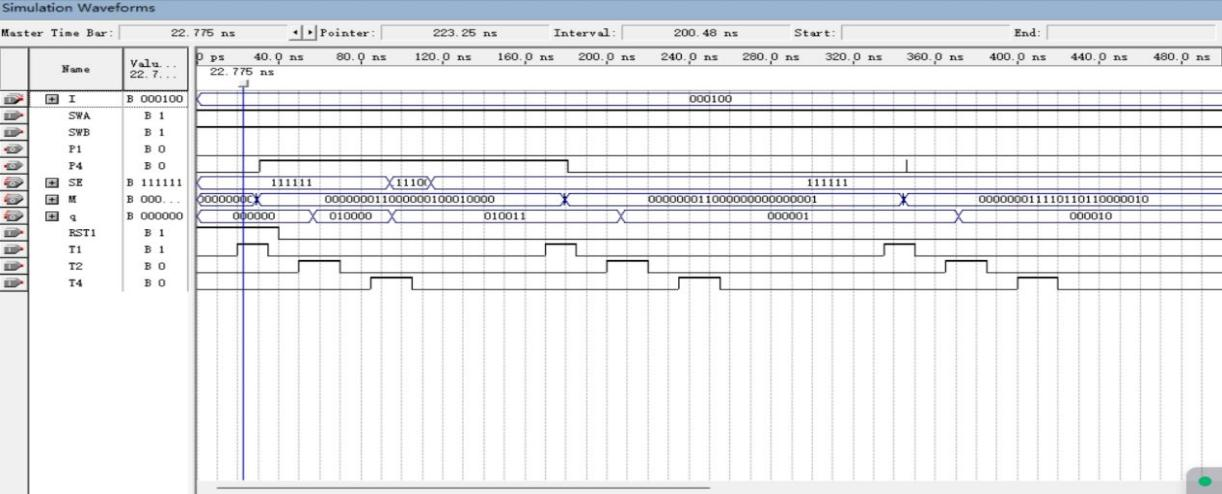 Simulation Waveforms
Master Time Bar: 22.775 ns Pointer: 223.25 ns Interval: 200.48 ns Start: End:
Name Valu... 22.7...
0 ps 40.0 ns 80.0 ns 120.0 ns 160.0 ns 200.0 ns 240.0 ns 280.0 ns 320.0 ns 360.0 ns 400.0 ns 440.0 ns 480.0 ns
22.775 ns
I B 000100 000100
SWA B 1
SWB B 1
P1 B 0
P4 B 0
SE B 111111 111111 1110 111111
M B 000... 0000000110000001000010000 000000011000000000000001 000000011110110110000010
q B 000000 000000 010000 010011 000001 000010
RST1 B 1
T1 B 1
T2 B 0
T4 B 0